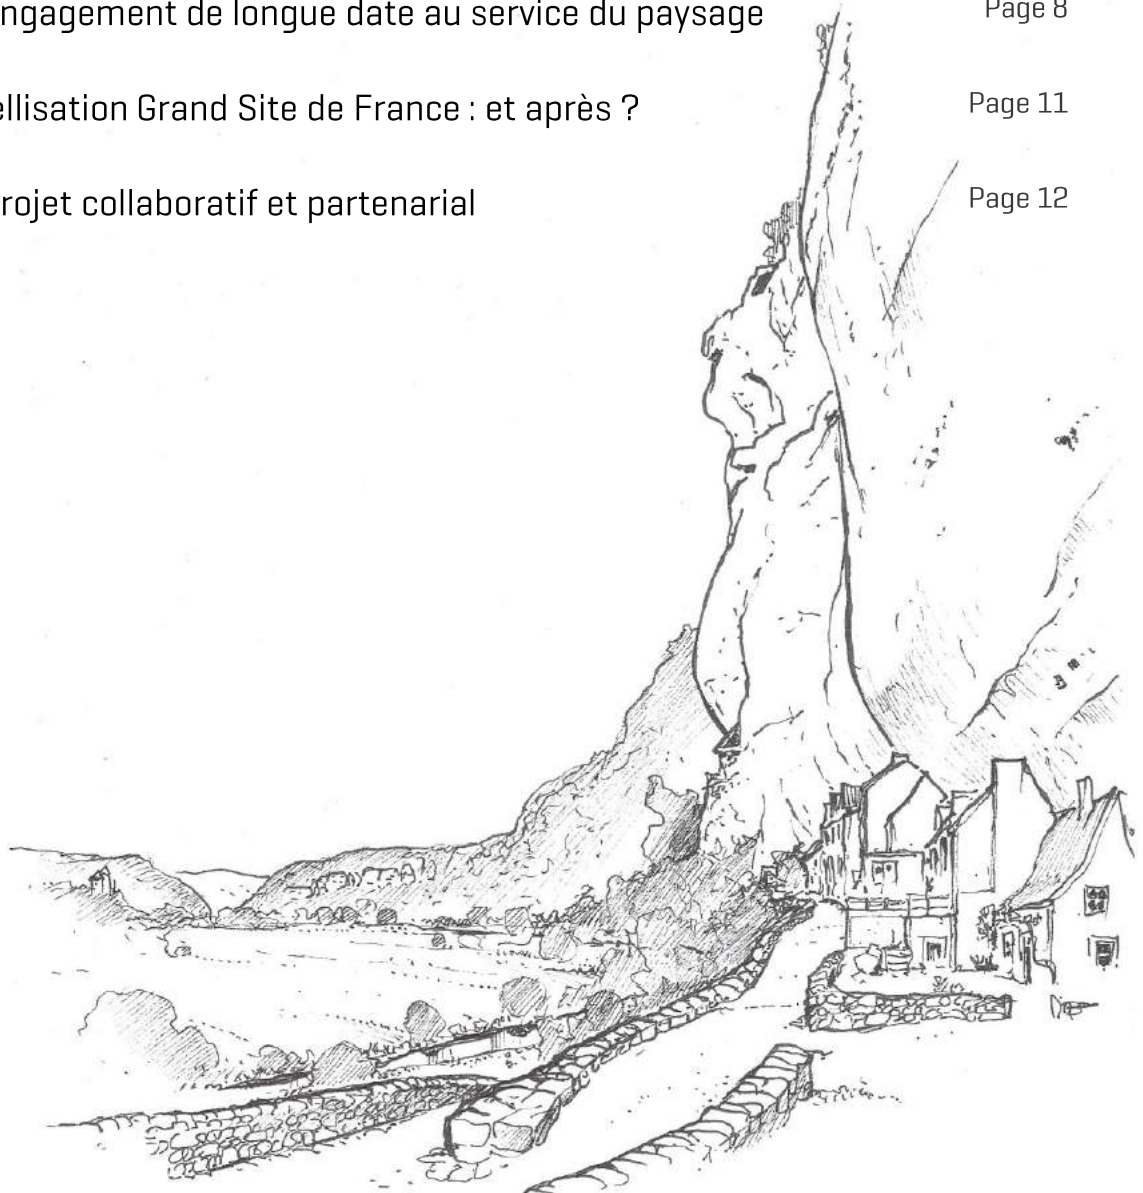 ngagement de longue date au service du paysage Page 8
ellisation Grand Site de France : et après ? Page 11
rojet collaboratif et partenarial Page 12